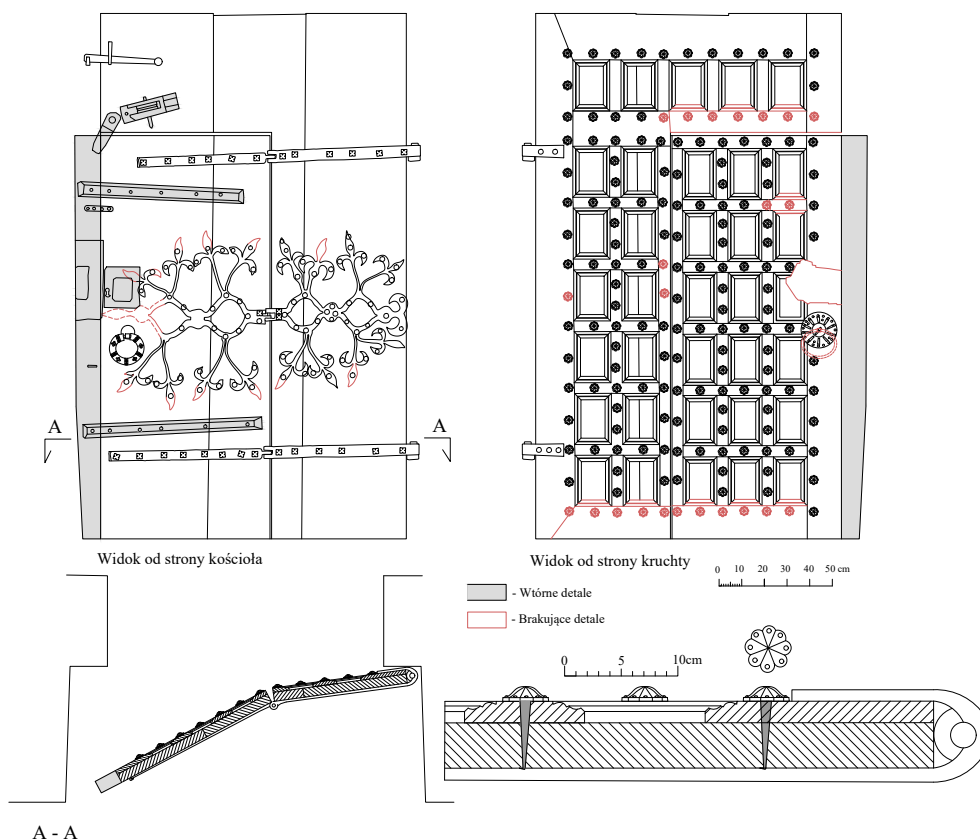 A
A
Widok od strony kościoła
Widok od strony kruchty
0 10 20 30 40 50 cm
- Wtórne detale
- Brakujące detale
0 5 10cm
A - A